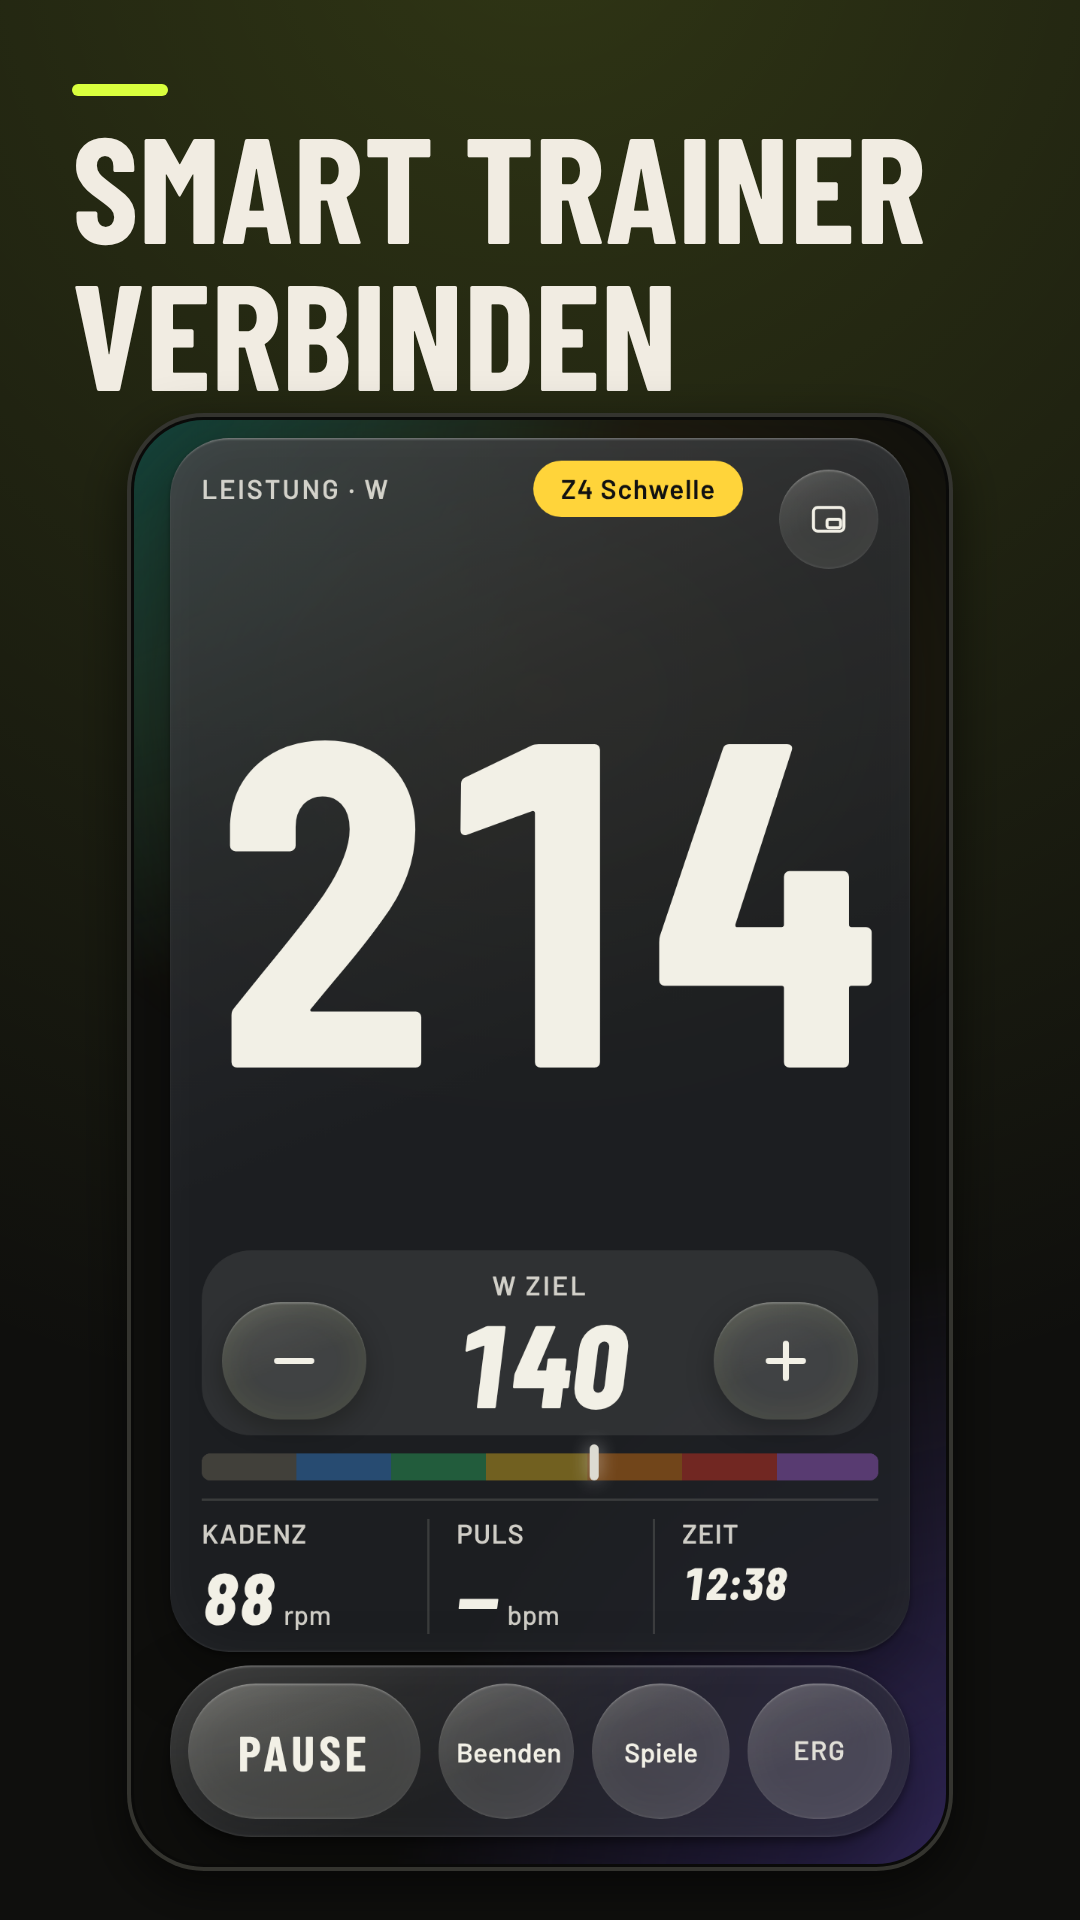 SMART TRAINER
VERBINDEN
LEISTUNG · W
Z4 Schwelle
214
W ZIEL
140
KADENZ
PULS
ZEIT
88 rpm
– bpm
12:38
PAUSE
Beenden
Spiele
ERG